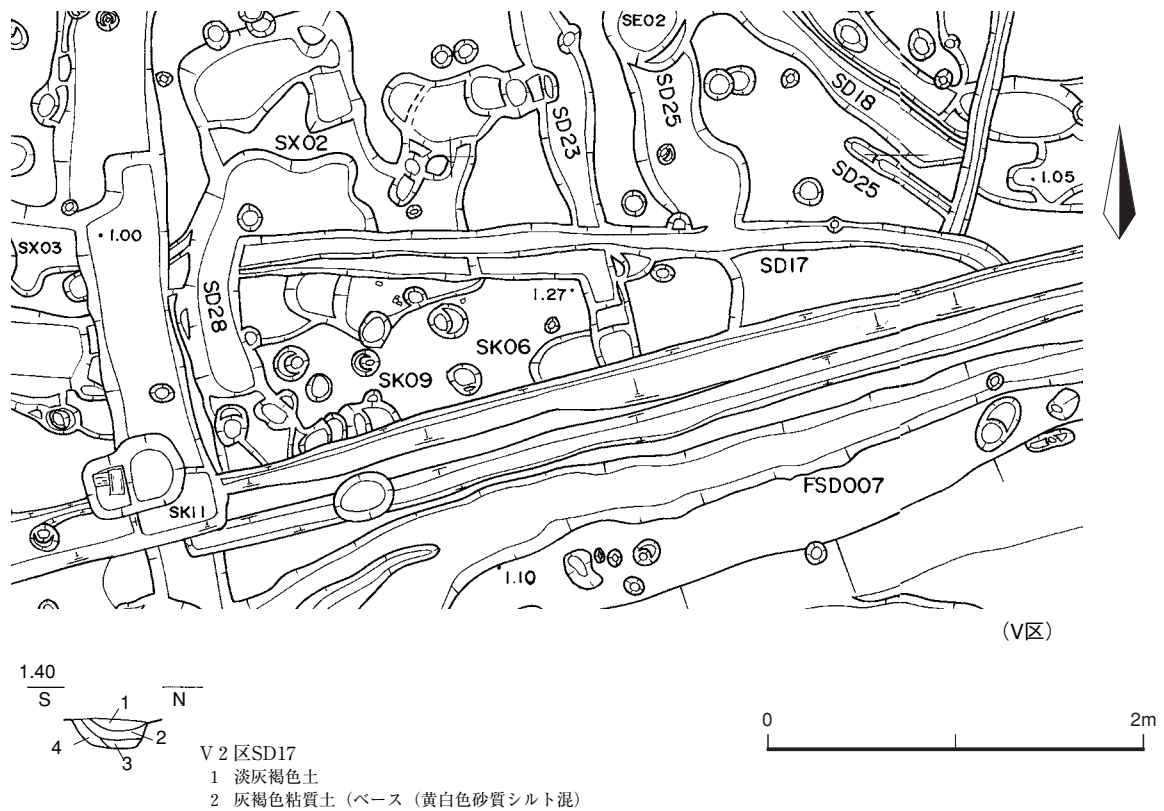 SE02
SD25
SD18
SD23
SX02
SD25
1.05
1.00
SX03
SD17
1.27
SD28
SK06
SK09
FSD007
SK11
1.10
（V区）
1.40
S N
1
2
4
3
0 2m
V 2 区SD17
1 淡灰褐色土
2 灰褐色粘質土（ベース（黄白色砂質シルト混）